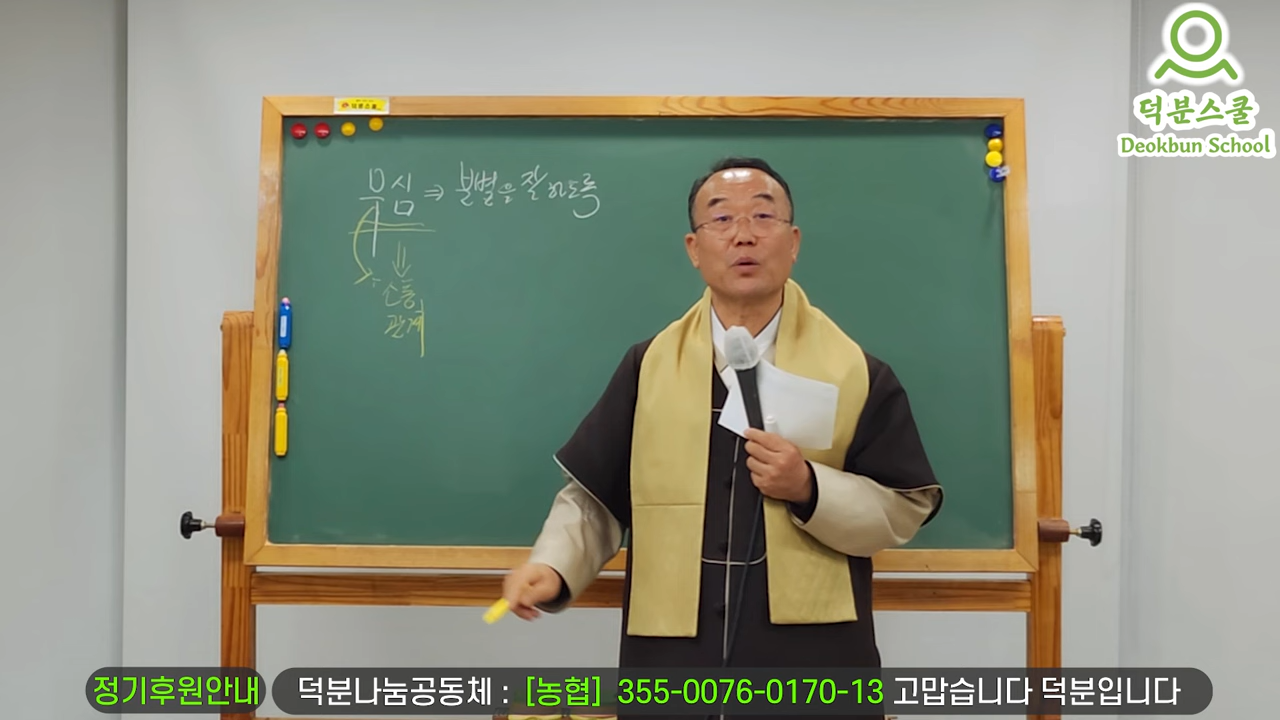 덕분스쿨
Deokbun School
무심 ⇒ 분별을 잘 하도록
소통
관계
정기후원안내
덕분나눔공동체 : [농협] 355-0076-0170-13 고맙습니다 덕분입니다